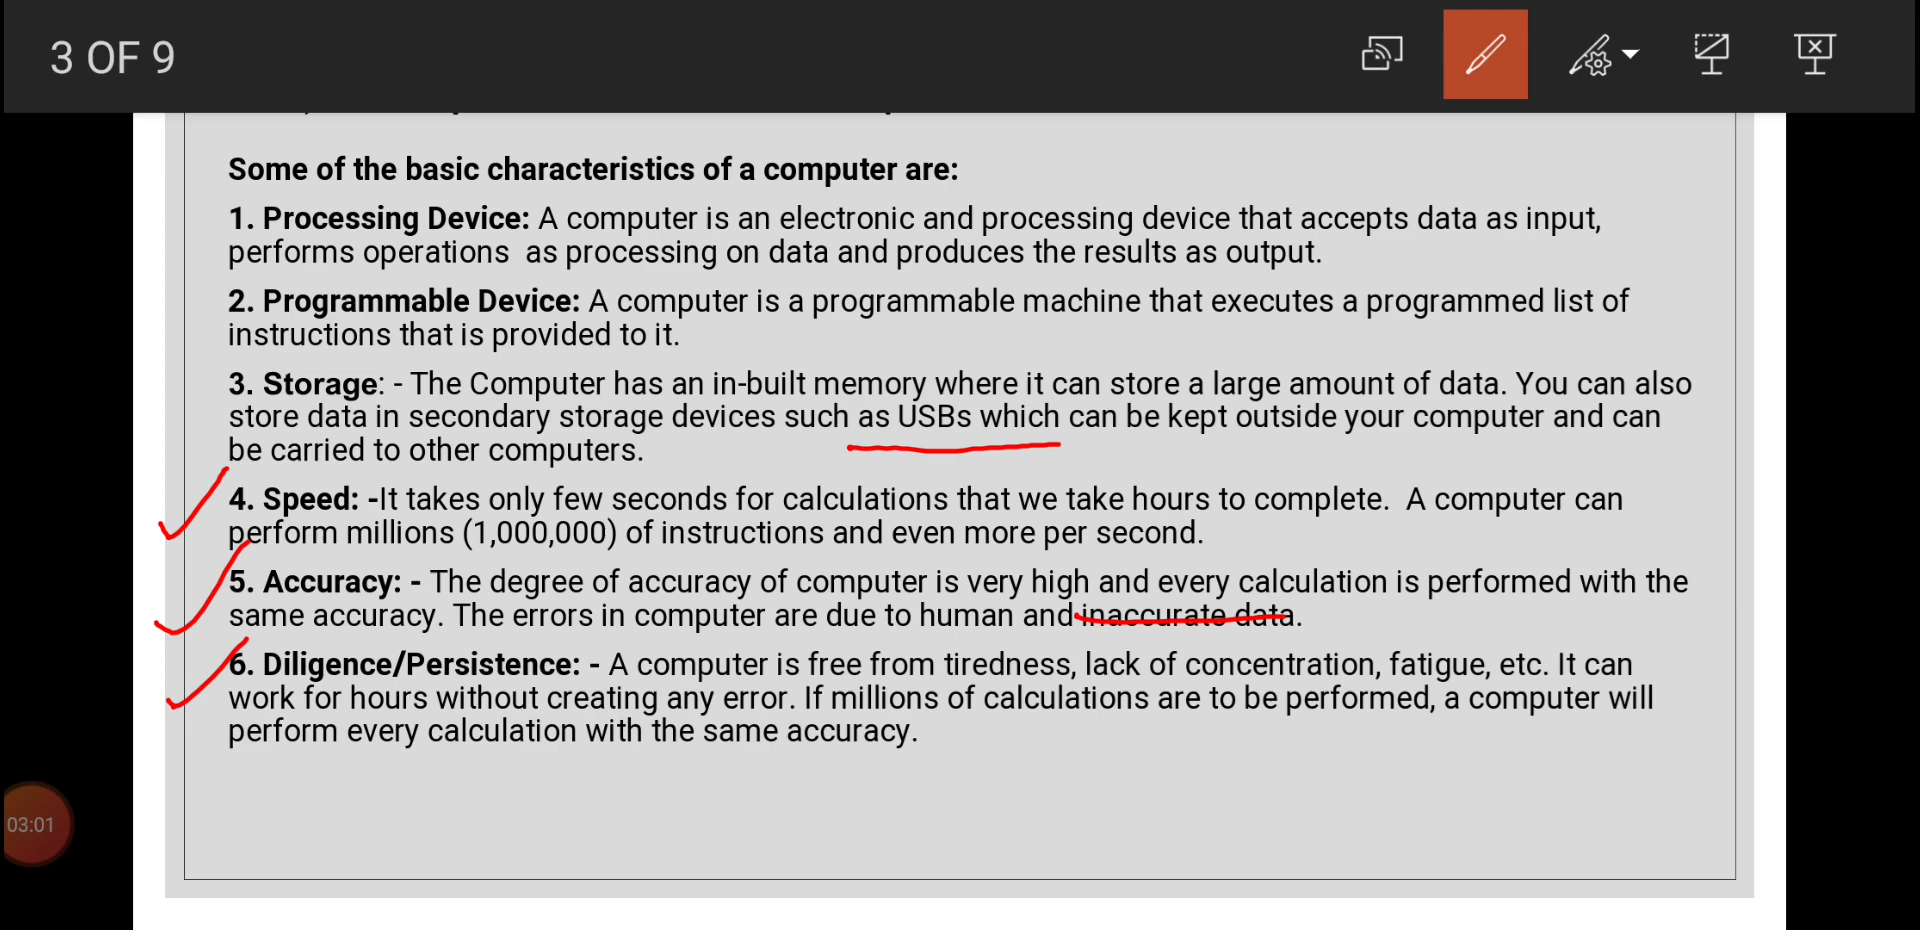 3 OF 9
Some of the basic characteristics of a computer are:
1. Processing Device: A computer is an electronic and processing device that accepts data as input,
performs operations  as processing on data and produces the results as output.
2. Programmable Device: A computer is a programmable machine that executes a programmed list of
instructions that is provided to it.
3. Storage: - The Computer has an in-built memory where it can store a large amount of data. You can also
store data in secondary storage devices such as USBs which can be kept outside your computer and can
be carried to other computers.
4. Speed: -It takes only few seconds for calculations that we take hours to complete.  A computer can
perform millions (1,000,000) of instructions and even more per second.
5. Accuracy: - The degree of accuracy of computer is very high and every calculation is performed with the
same accuracy. The errors in computer are due to human and inaccurate data.
6. Diligence/Persistence: - A computer is free from tiredness, lack of concentration, fatigue, etc. It can
work for hours without creating any error. If millions of calculations are to be performed, a computer will
perform every calculation with the same accuracy.
03:01